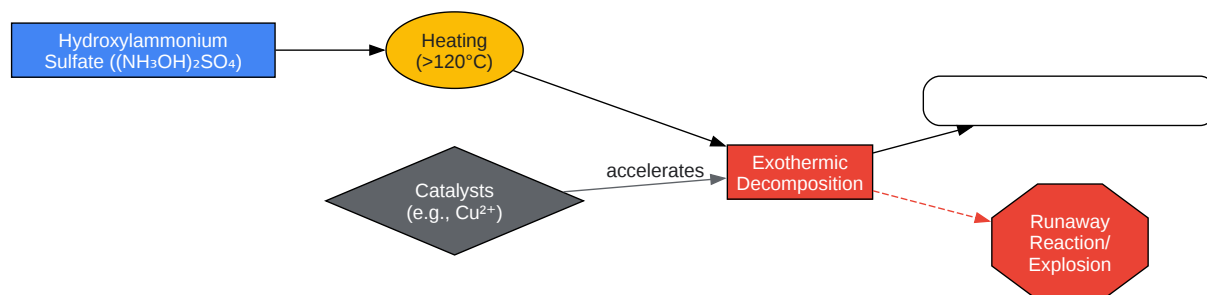 Hydroxylammonium
Sulfate ((NH₃OH)₂SO₄)
Heating
(>120°C)
Catalysts
(e.g., Cu²⁺)
accelerates
Exothermic
Decomposition
Runaway
Reaction/
Explosion